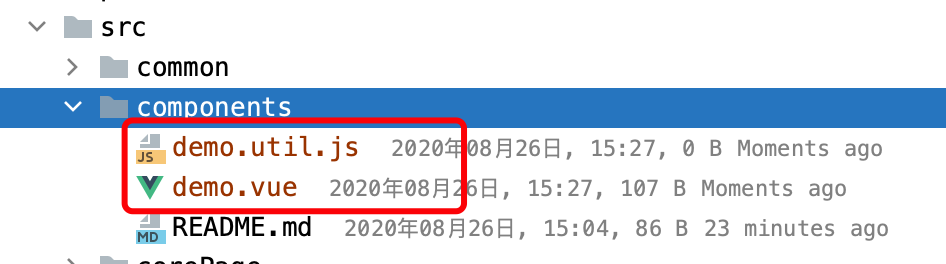 src
common
components
demo.util.js 2020年08月26日, 15:27, 0 B Moments ago
JS
demo.vue 2020年08月26日, 15:27, 107 B Moments ago
README.md 2020年08月26日, 15:04, 86 B 23 minutes ago
MD